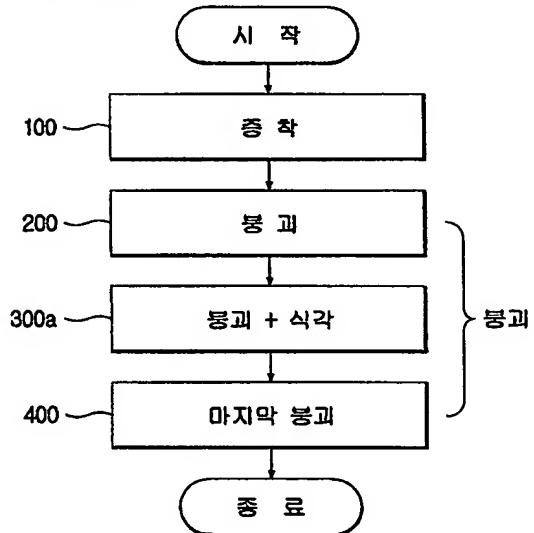 시 작
100
증 착
200
붕 괴
300a
붕괴 + 식각
붕괴
400
마지막 붕괴
종 료